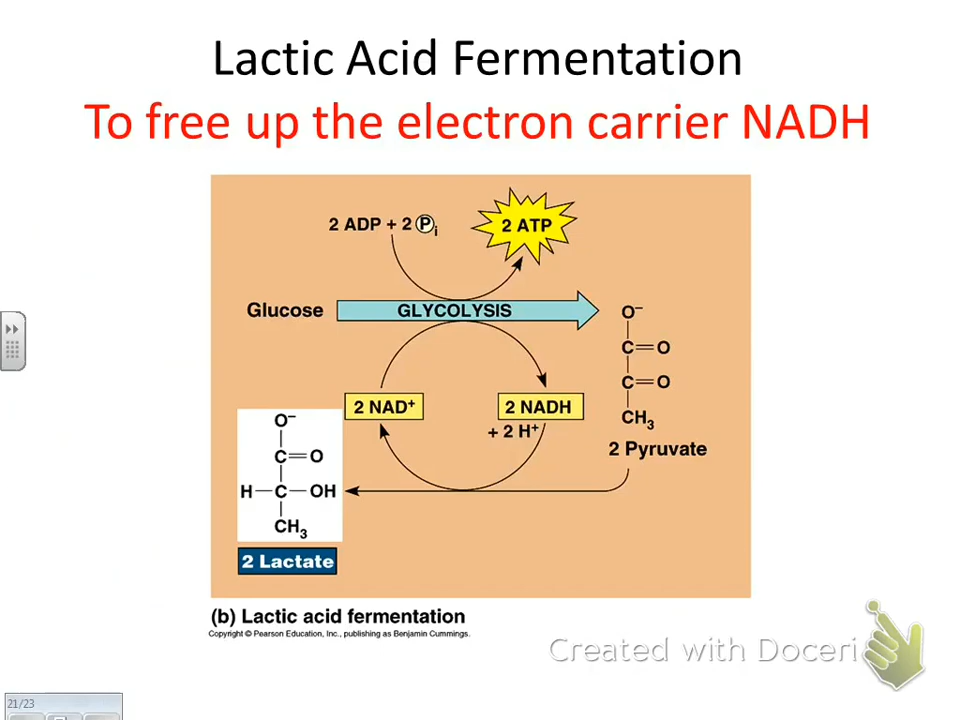 Lactic Acid Fermentation
To free up the electron carrier NADH
2 ADP + 2 Pi
2 ATP
Glucose
GLYCOLYSIS
O⁻
C=O
C=O
CH₃
2 Pyruvate
2 NAD⁺
2 NADH
+ 2 H⁺
O⁻
C=O
H—C—OH
CH₃
2 Lactate
(b) Lactic acid fermentation
Copyright © Pearson Education, Inc., publishing as Benjamin Cummings.
Created with Doceri
21/23